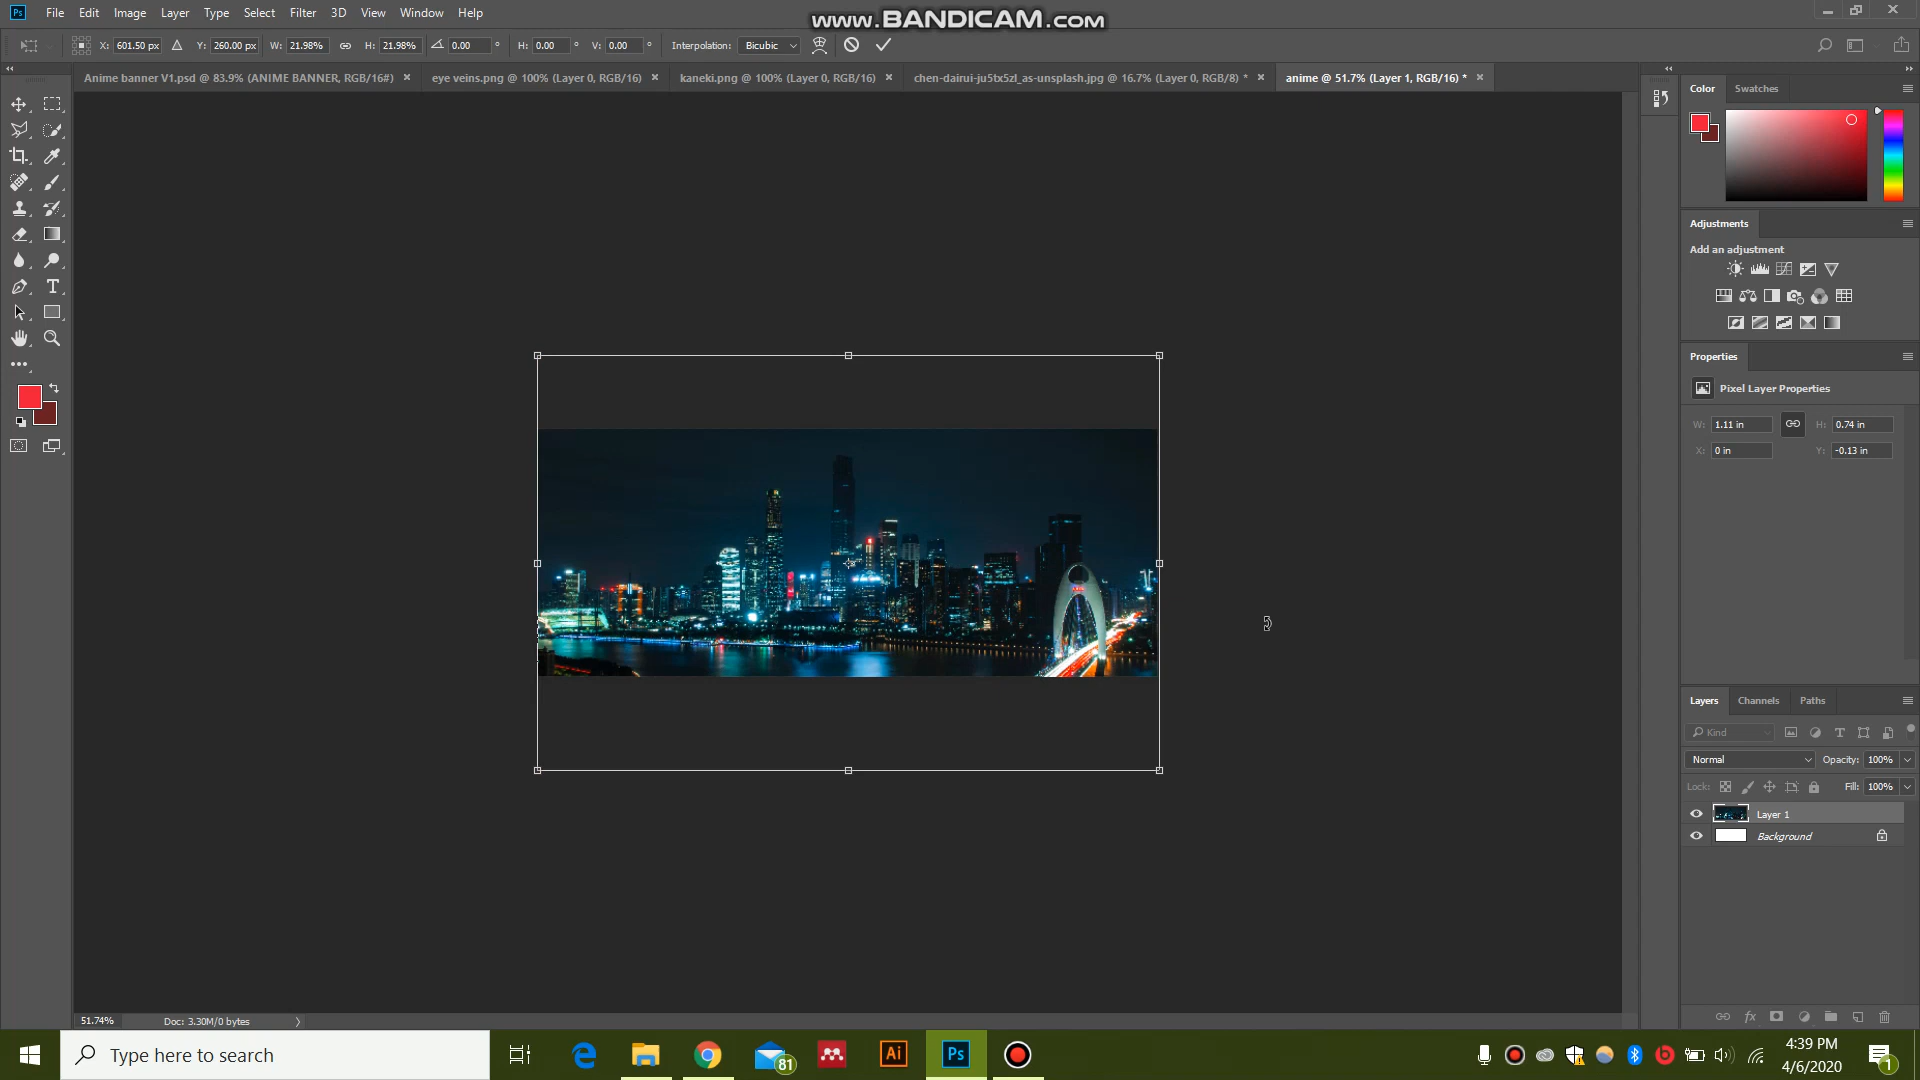 Ps File Edit Image Layer Type Select Filter 3D View Window Help
www.BANDICAM.com
X: 601.50 px Y: 260.00 px W: 21.98% H: 21.98% 0.00 ° H: 0.00 ° V: 0.00 ° Interpolation: Bicubic
Anime banner V1.psd @ 83.9% (ANIME BANNER, RGB/16#) × eye veins.png @ 100% (Layer 0, RGB/16) × kaneki.png @ 100% (Layer 0, RGB/16) × chen-dairui-ju5tx5zl_as-unsplash.jpg @ 16.7% (Layer 0, RGB/8) * × anime @ 51.7% (Layer 1, RGB/16) * ×
Color Swatches
Adjustments
Add an adjustment
Properties
Pixel Layer Properties
W: 1.11 in H: 0.74 in
X: 0 in Y: -0.13 in
Layers Channels Paths
Kind
Normal Opacity: 100%
Lock: Fill: 100%
Layer 1
Background
51.74% Doc: 3.30M/0 bytes
Type here to search
81
Ai
Ps
4:39 PM
4/6/2020
1